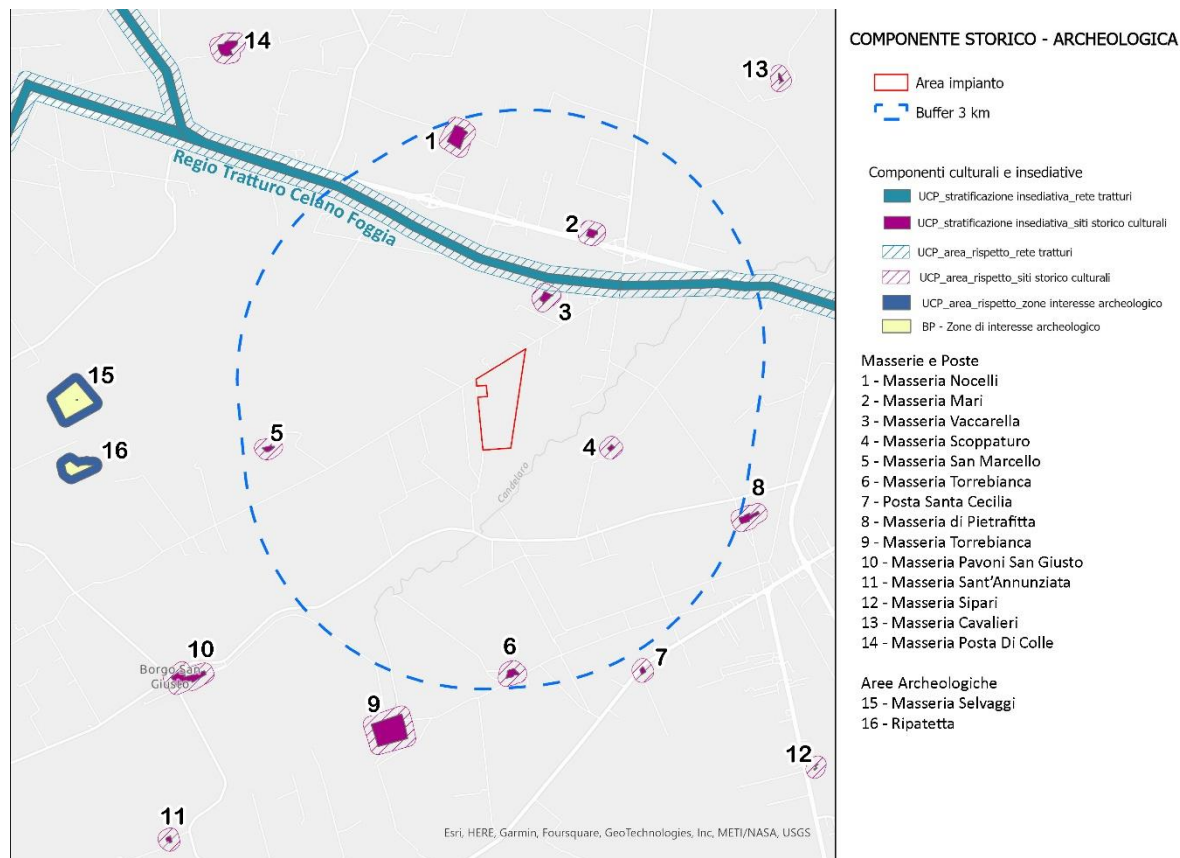 14
13
1
Regio Tratturo Celano Foggia
2
3
15
16
5
4
Candelaro
8
6
7
10
Borgo San
Giusto
9
12
11
Esri, HERE, Garmin, Foursquare, GeoTechnologies, Inc, METI/NASA, USGS
COMPONENTE STORICO - ARCHEOLOGICA
Area impianto
Buffer 3 km
Componenti culturali e insediative
UCP_stratificazione insediativa_rete tratturi
UCP_stratificazione insediativa_siti storico culturali
UCP_area_rispetto_rete tratturi
UCP_area_rispetto_siti storico culturali
UCP_area_rispetto_zone interesse archeologico
BP - Zone di interesse archeologico
Masserie e Poste
1 - Masseria Nocelli
2 - Masseria Mari
3 - Masseria Vaccarella
4 - Masseria Scoppaturo
5 - Masseria San Marcello
6 - Masseria Torrebianca
7 - Posta Santa Cecilia
8 - Masseria di Pietrafitta
9 - Masseria Torrebianca
10 - Masseria Pavoni San Giusto
11 - Masseria Sant'Annunziata
12 - Masseria Sipari
13 - Masseria Cavalieri
14 - Masseria Posta Di Colle
Aree Archeologiche
15 - Masseria Selvaggi
16 - Ripatetta